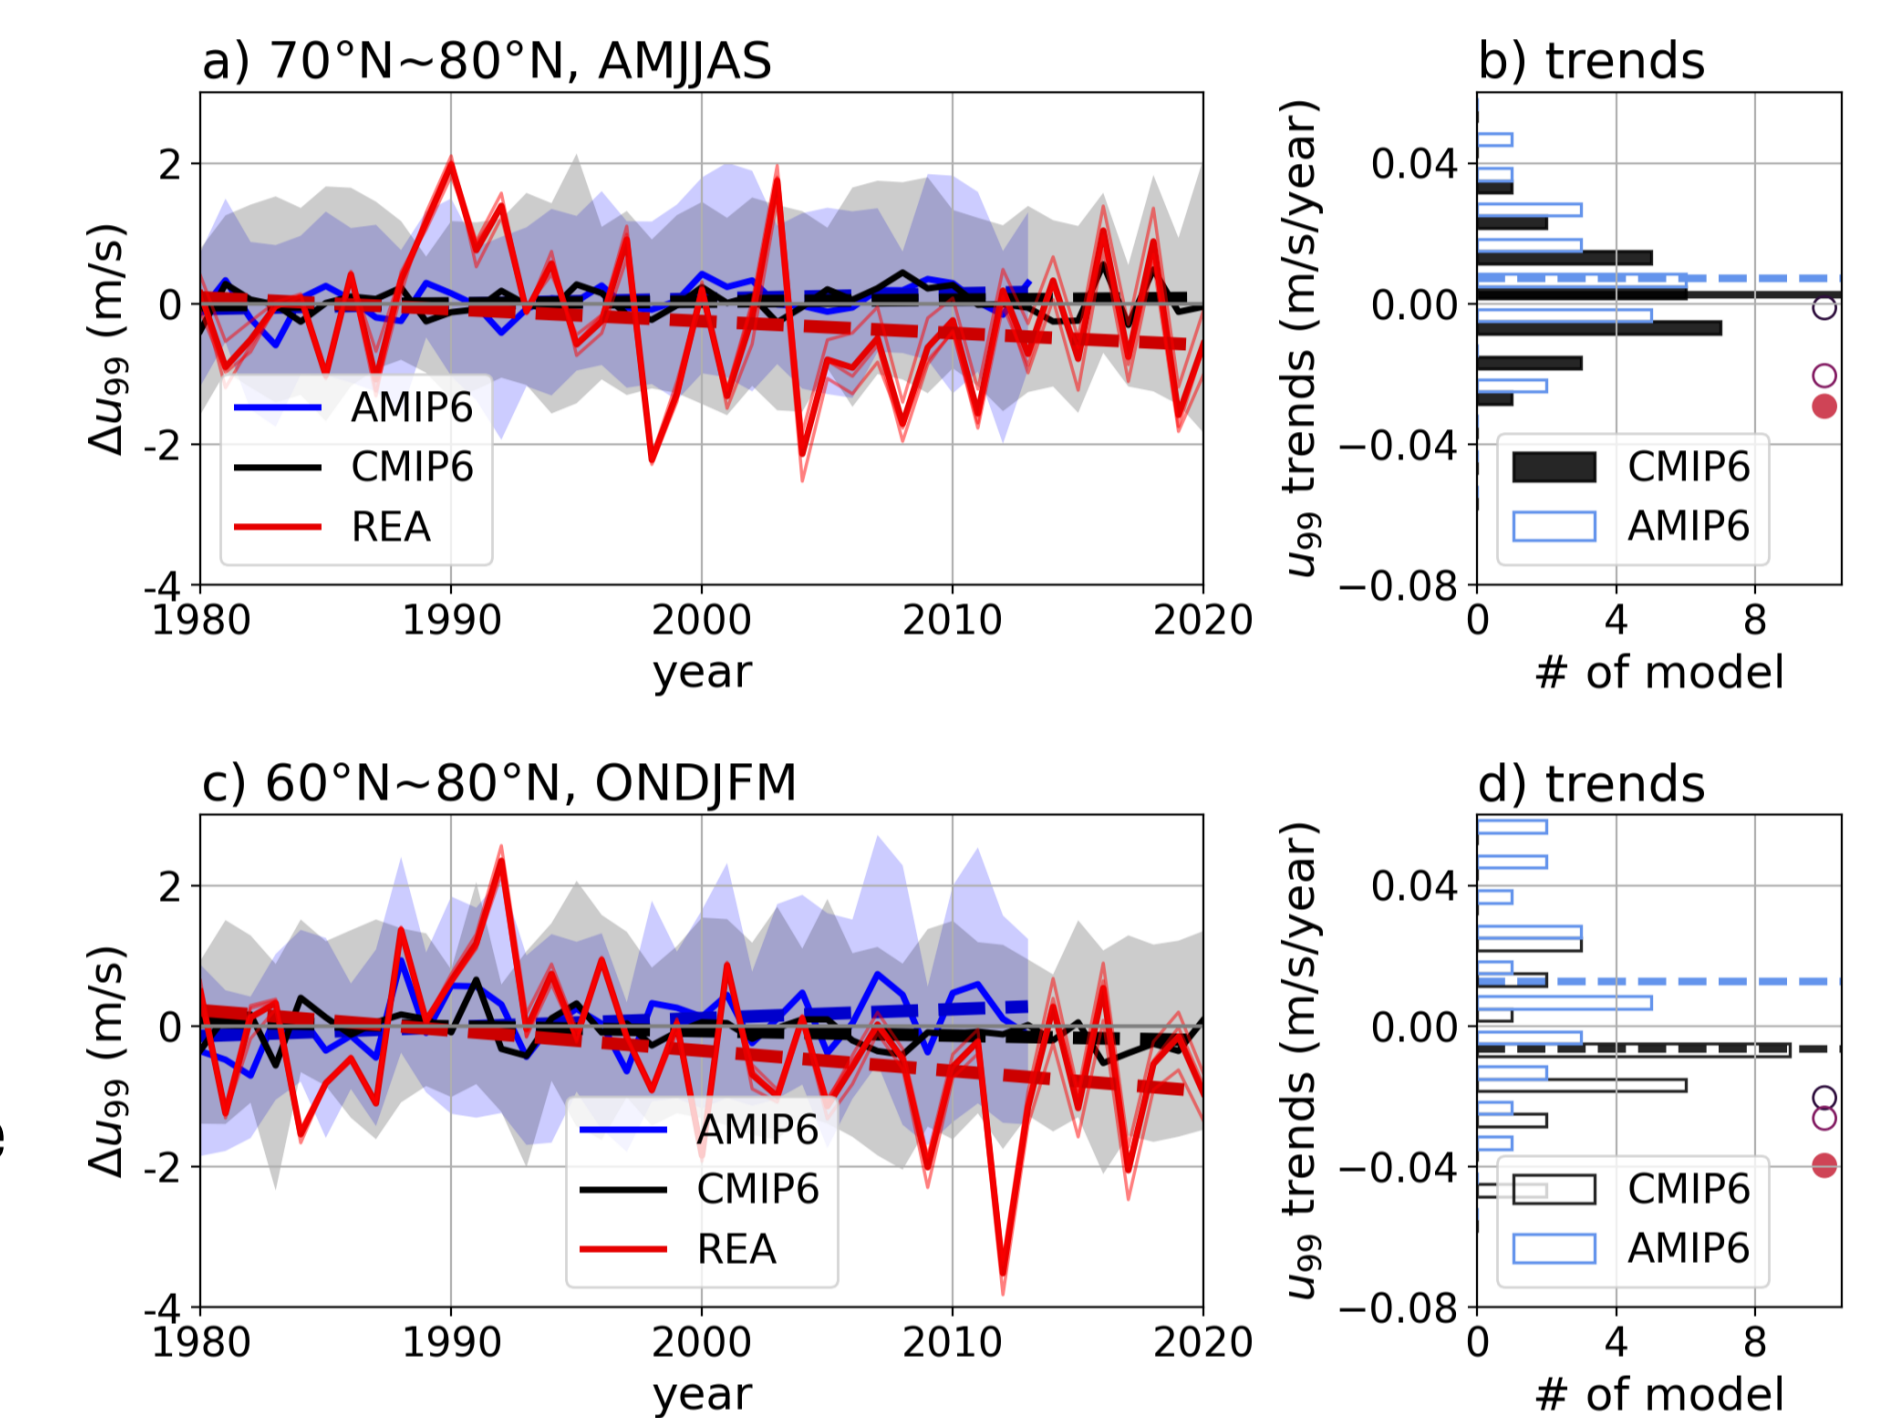 a) 70°N~80°N, AMJJAS
Δu99 (m/s)
2
0
-2
-4
1980 1990 2000 2010 2020
year
AMIP6
CMIP6
REA
b) trends
u99 trends (m/s/year)
0.04
0.00
−0.04
−0.08
0 4 8
# of model
CMIP6
AMIP6
c) 60°N~80°N, ONDJFM
Δu99 (m/s)
2
0
-2
-4
1980 1990 2000 2010 2020
year
AMIP6
CMIP6
REA
d) trends
u99 trends (m/s/year)
0.04
0.00
−0.04
−0.08
0 4 8
# of model
CMIP6
AMIP6